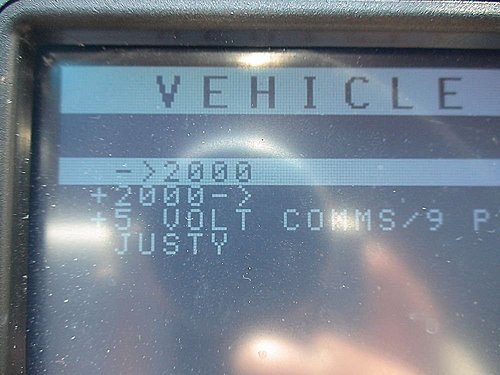 VEHICLE
->2000
+2000->
+5 VOLT COMMS/9 P
JUSTY